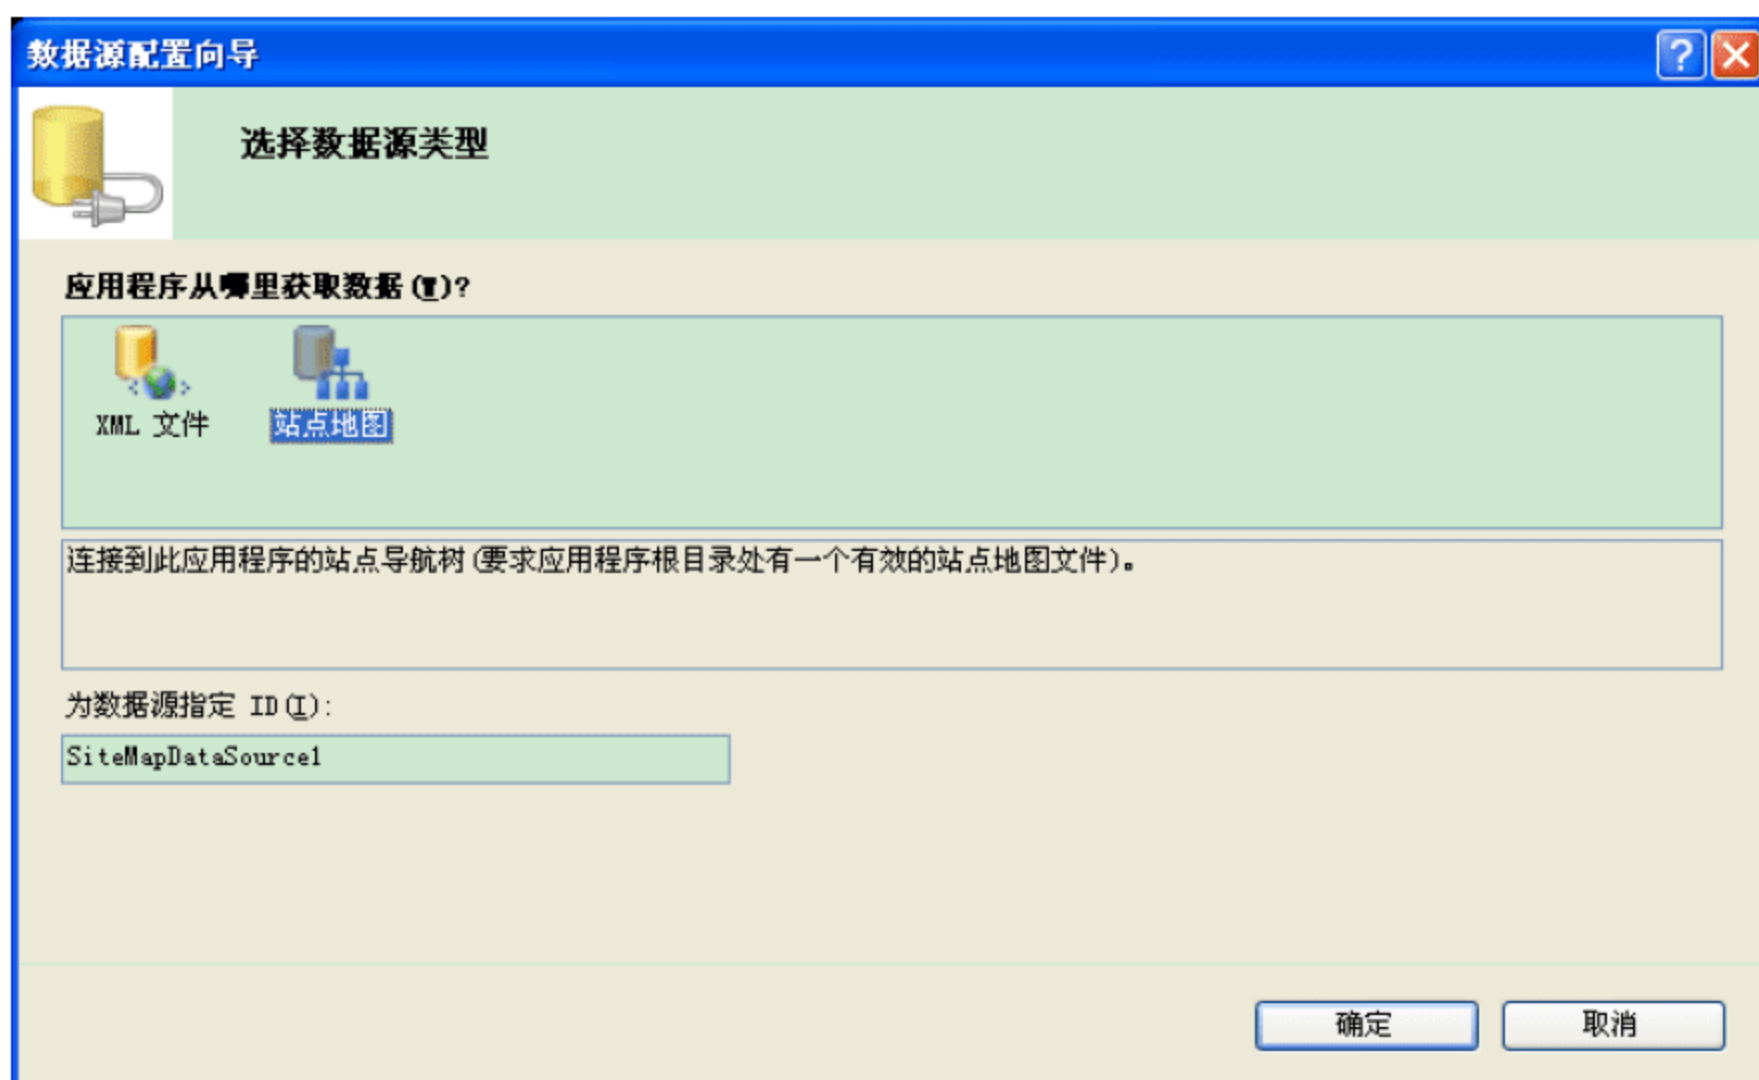 数据源配置向导
选择数据源类型
应用程序从哪里获取数据(W)?
XML 文件
站点地图
连接到此应用程序的站点导航树(要求应用程序根目录处有一个有效的站点地图文件)。
为数据源指定 ID(I):
SiteMapDataSource1
确定
取消